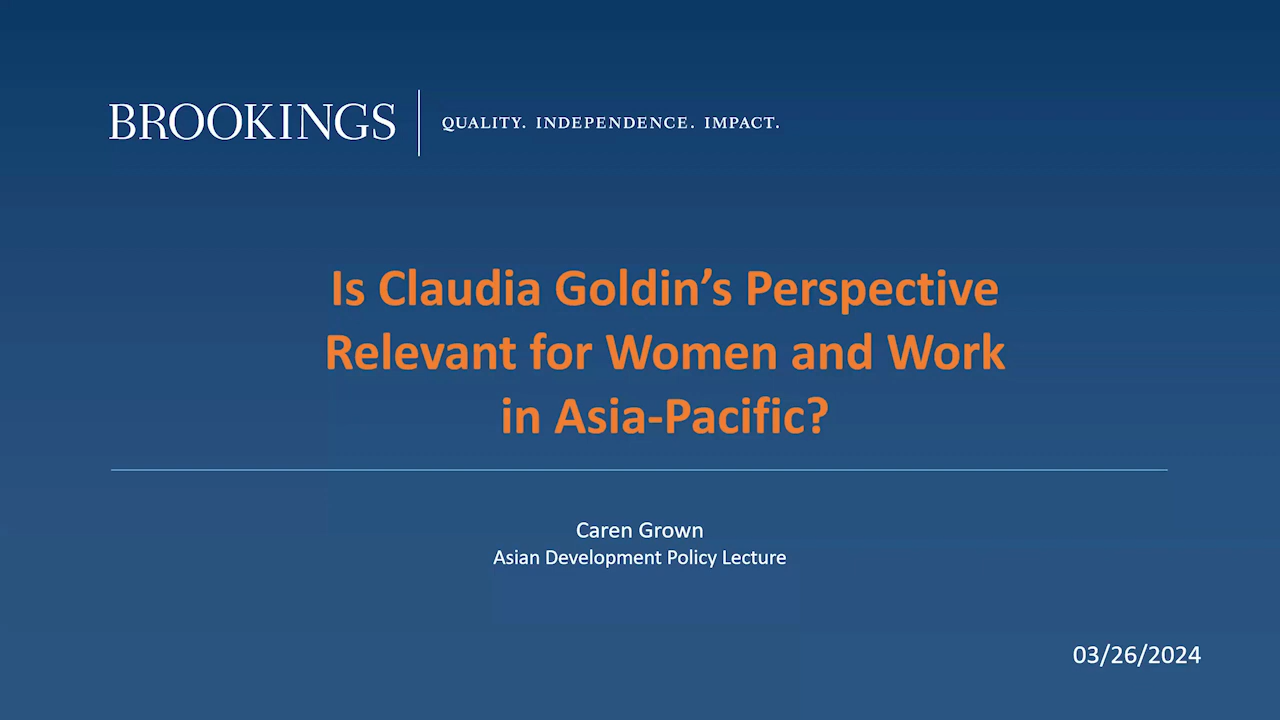 BROOKINGS
QUALITY. INDEPENDENCE. IMPACT.
Is Claudia Goldin’s Perspective
Relevant for Women and Work
in Asia-Pacific?
Caren Grown
Asian Development Policy Lecture
03/26/2024